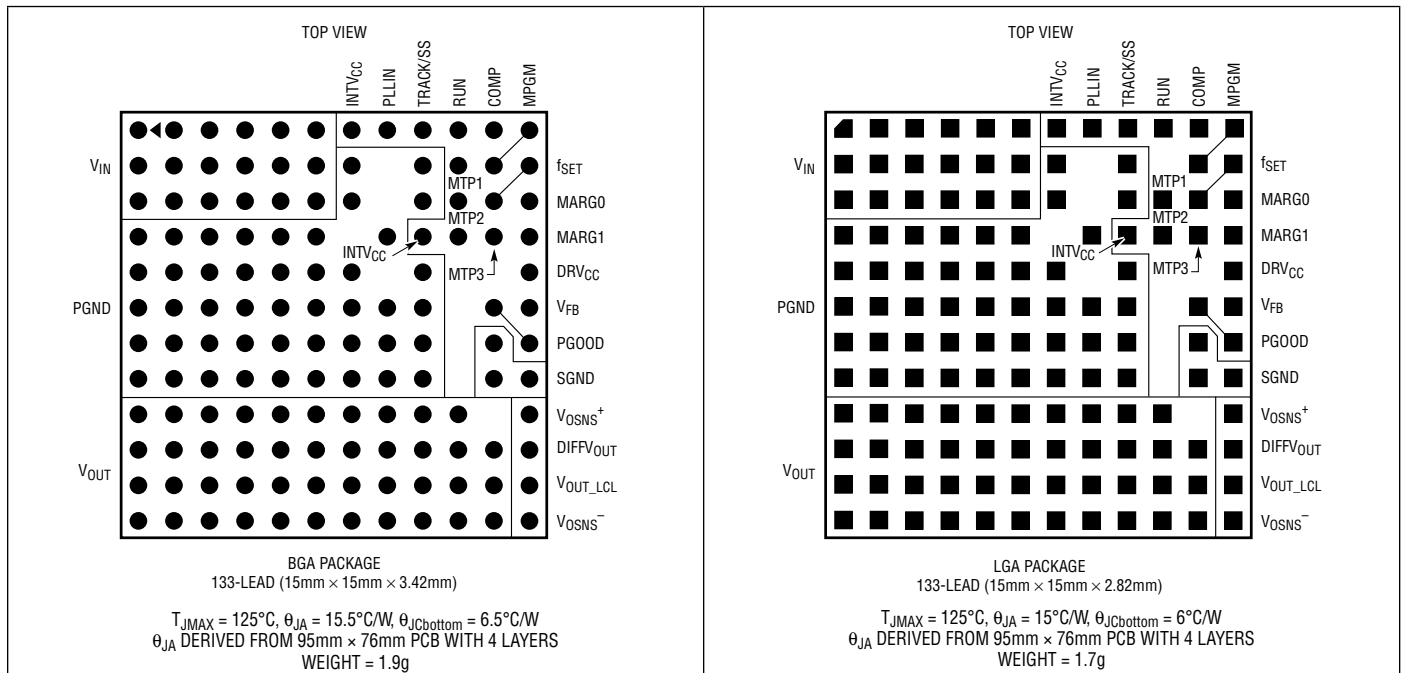 TOP VIEW
INTVCC
PLLIN
TRACK/SS
RUN
COMP
MPGM
VIN
fSET
MTP1
MARG0
MTP2
MARG1
INTVCC
MTP3
DRVCC
PGND
VFB
PGOOD
SGND
VOSNS+
DIFFVOUT
VOUT
VOUT_LCL
VOSNS–
BGA PACKAGE
133-LEAD (15mm × 15mm × 3.42mm)
TJMAX = 125°C, θJA = 15.5°C/W, θJCbottom = 6.5°C/W
θJA DERIVED FROM 95mm × 76mm PCB WITH 4 LAYERS
WEIGHT = 1.9g
TOP VIEW
INTVCC
PLLIN
TRACK/SS
RUN
COMP
MPGM
VIN
fSET
MTP1
MARG0
MTP2
MARG1
INTVCC
MTP3
DRVCC
PGND
VFB
PGOOD
SGND
VOSNS+
DIFFVOUT
VOUT
VOUT_LCL
VOSNS–
LGA PACKAGE
133-LEAD (15mm × 15mm × 2.82mm)
TJMAX = 125°C, θJA = 15°C/W, θJCbottom = 6°C/W
θJA DERIVED FROM 95mm × 76mm PCB WITH 4 LAYERS
WEIGHT = 1.7g